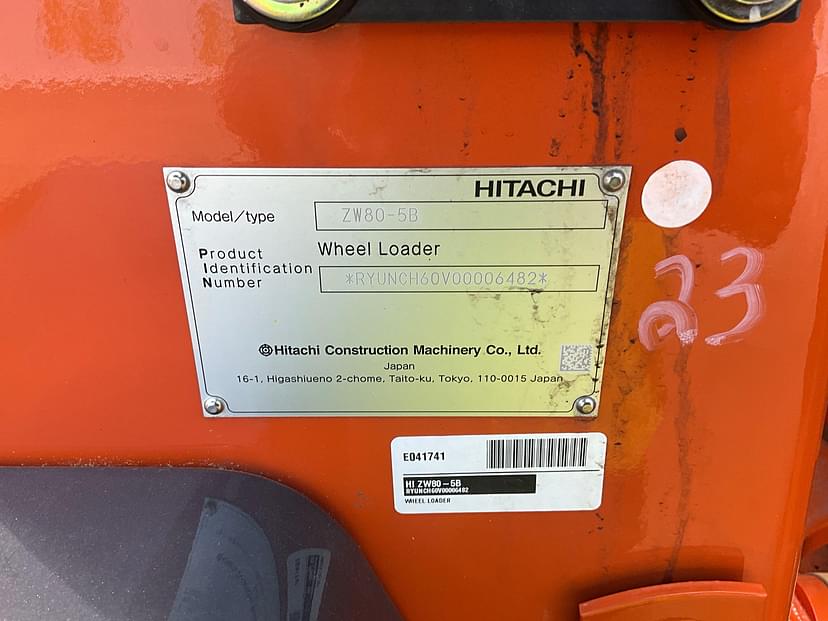 HITACHI
Model/type ZW80-5B
Product Wheel Loader
Identification
Number *RYUNCH60V00006482*
Hitachi Construction Machinery Co., Ltd.
Japan
16-1, Higashiueno 2-chome, Taito-ku, Tokyo, 110-0015 Japan
23
E041741
HI ZW80-5B
RYUNCH60V00006482
WHEEL LOADER